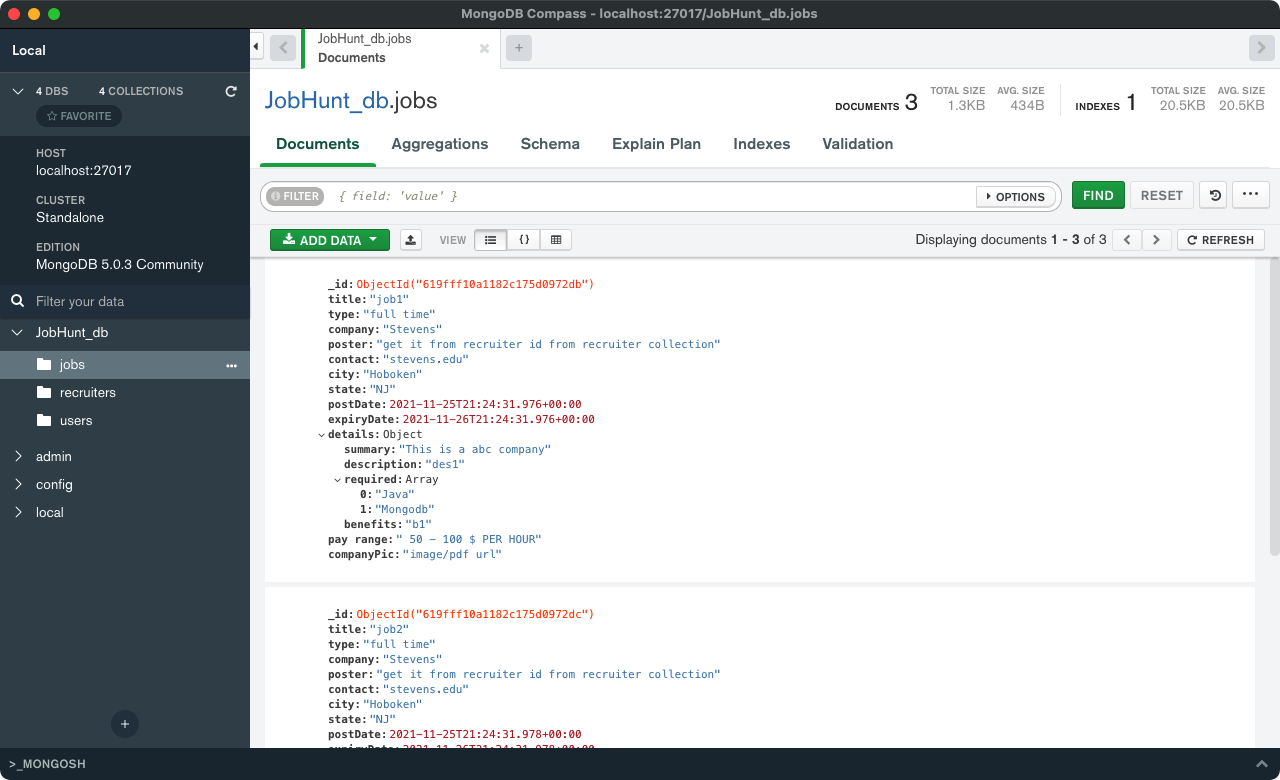 MongoDB Compass - localhost:27017/JobHunt_db.jobs
Local
4 DBS 4 COLLECTIONS
FAVORITE
HOST
localhost:27017
CLUSTER
Standalone
EDITION
MongoDB 5.0.3 Community
Filter your data
JobHunt_db
jobs
recruiters
users
admin
config
local
JobHunt_db.jobs
Documents
JobHunt_db.jobs
DOCUMENTS 3 TOTAL SIZE 1.3KB AVG. SIZE 434B INDEXES 1 TOTAL SIZE 20.5KB AVG. SIZE 20.5KB
Documents Aggregations Schema Explain Plan Indexes Validation
FILTER { field: 'value' } OPTIONS FIND RESET
ADD DATA VIEW {} Displaying documents 1 - 3 of 3 REFRESH
_id: ObjectId("619fff10a1182c175d0972db")
title: "job1"
type: "full time"
company: "Stevens"
poster: "get it from recruiter id from recruiter collection"
contact: "stevens.edu"
city: "Hoboken"
state: "NJ"
postDate: 2021-11-25T21:24:31.976+00:00
expiryDate: 2021-11-26T21:24:31.976+00:00
details: Object
summary: "This is a abc company"
description: "des1"
required: Array
0: "Java"
1: "Mongodb"
benefits: "b1"
pay range: " 50 - 100 $ PER HOUR"
companyPic: "image/pdf url"
_id: ObjectId("619fff10a1182c175d0972dc")
title: "job2"
type: "full time"
company: "Stevens"
poster: "get it from recruiter id from recruiter collection"
contact: "stevens.edu"
city: "Hoboken"
state: "NJ"
postDate: 2021-11-25T21:24:31.978+00:00
expiryDate: 2021-11-26T21:24:31.978+00:00
>_MONGOSH